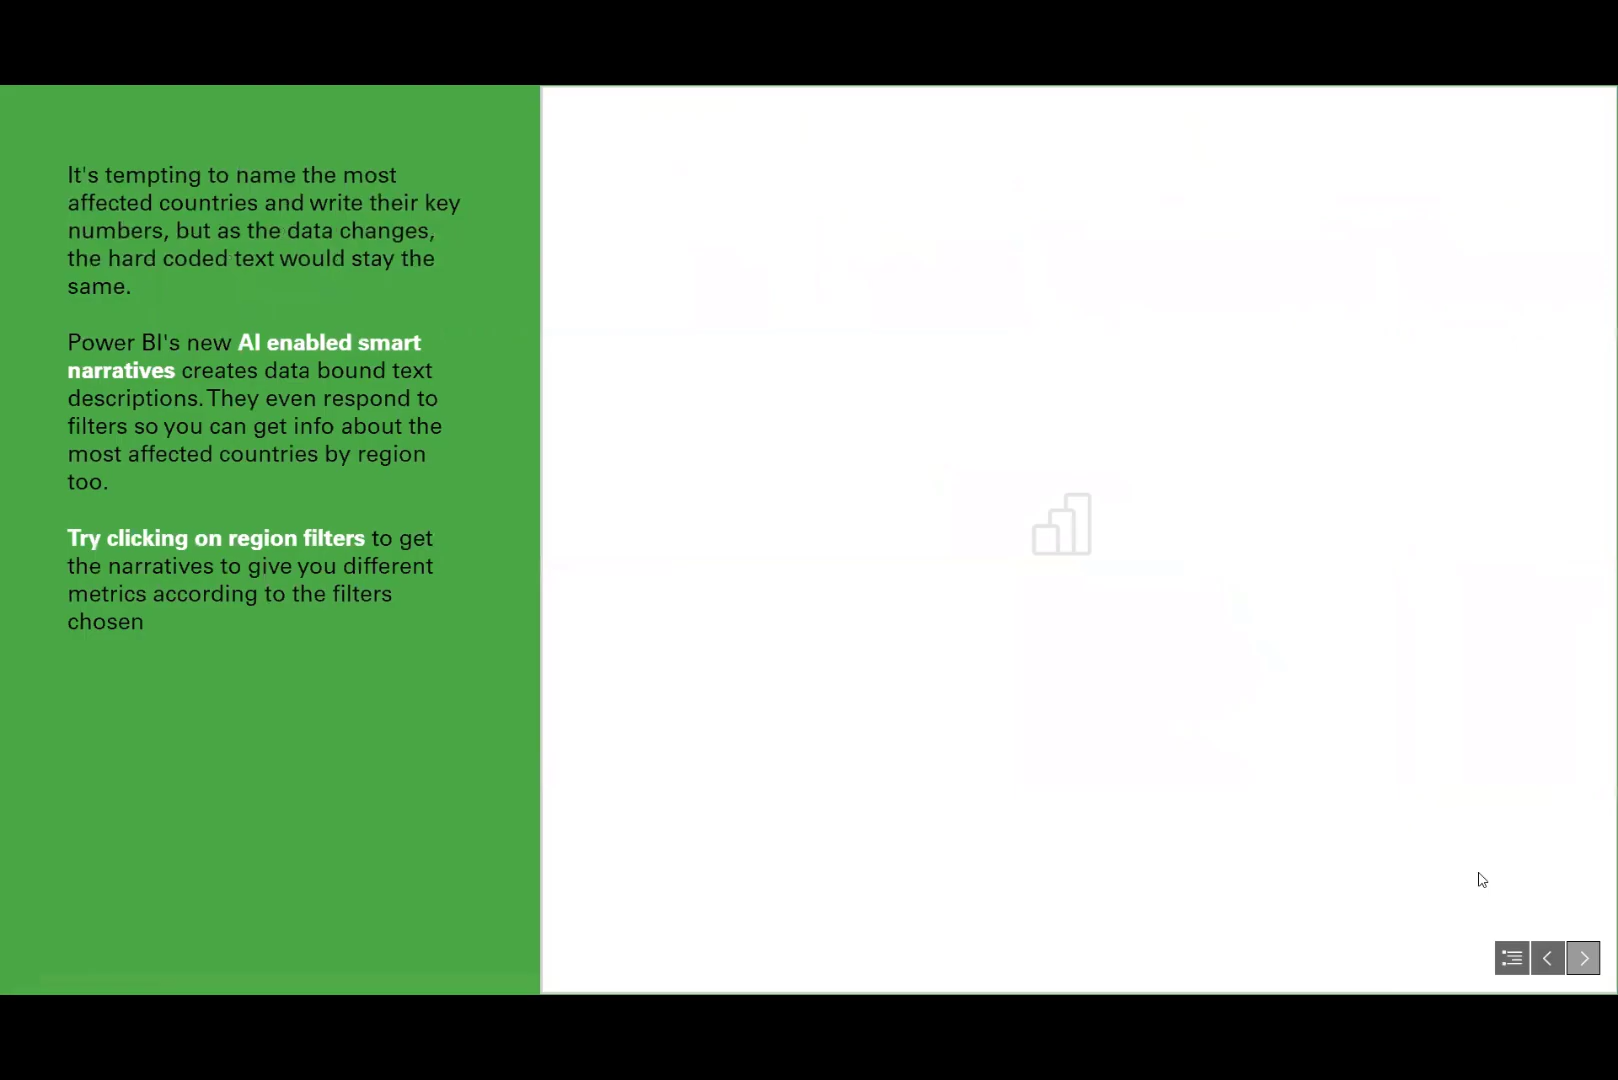 It's tempting to name the most
affected countries and write their key
numbers, but as the data changes,
the hard coded text would stay the
same.
Power BI's new AI enabled smart
narratives creates data bound text
descriptions. They even respond to
filters so you can get info about the
most affected countries by region
too.
Try clicking on region filters to get
the narratives to give you different
metrics according to the filters
chosen